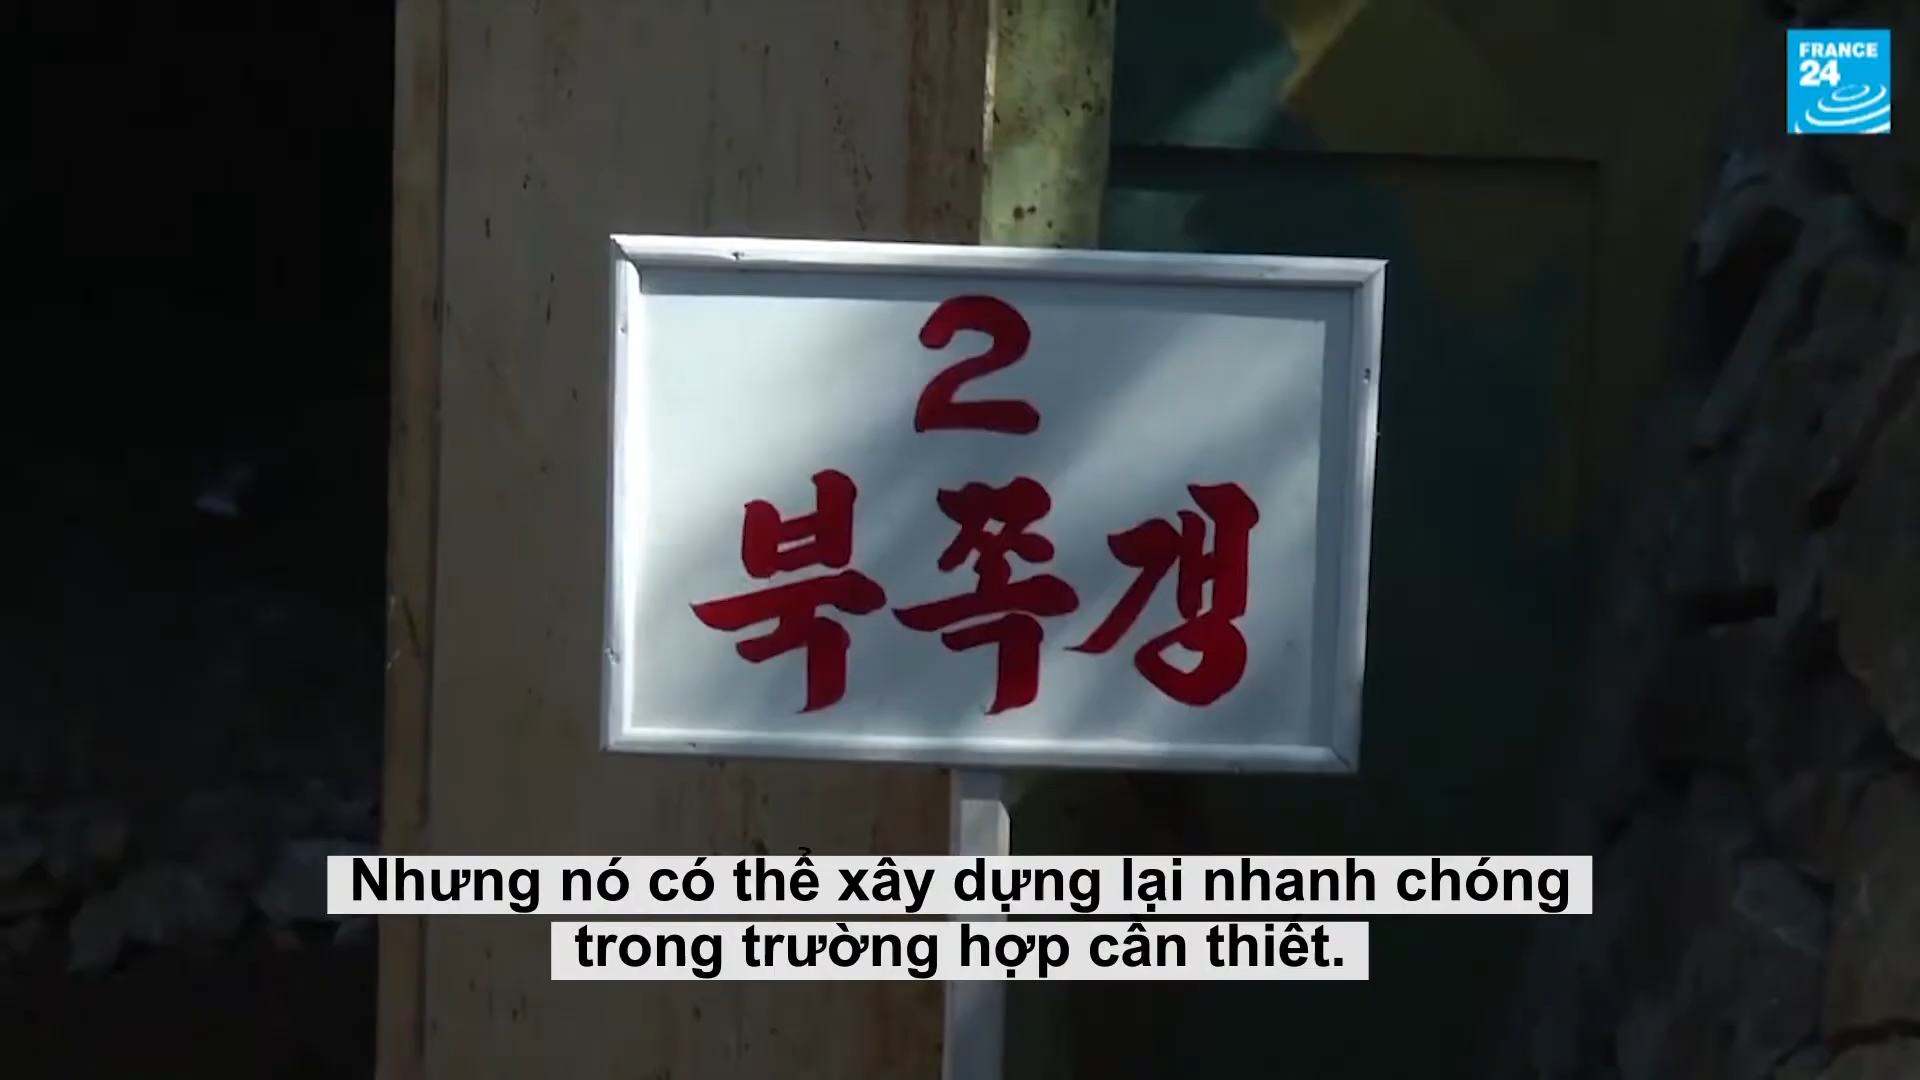 FRANCE
24
2
북쪽갱
Nhưng nó có thể xây dựng lại nhanh chóng
trong trường hợp cần thiết.